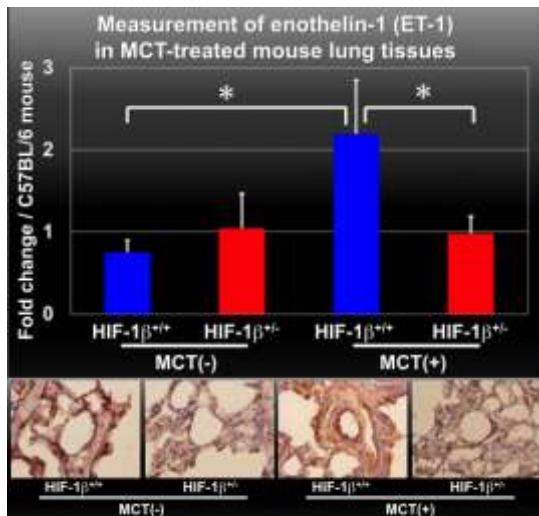 Measurement of enothelin-1 (ET-1)
in MCT-treated mouse lung tissues
Fold change / C57BL/6 mouse
3
2
1
0
* *
HIF-1β+/+ HIF-1β+/- HIF-1β+/+ HIF-1β+/-
MCT(-) MCT(+)
HIF-1β+/+ HIF-1β+/- HIF-1β+/+ HIF-1β+/-
MCT(-) MCT(+)